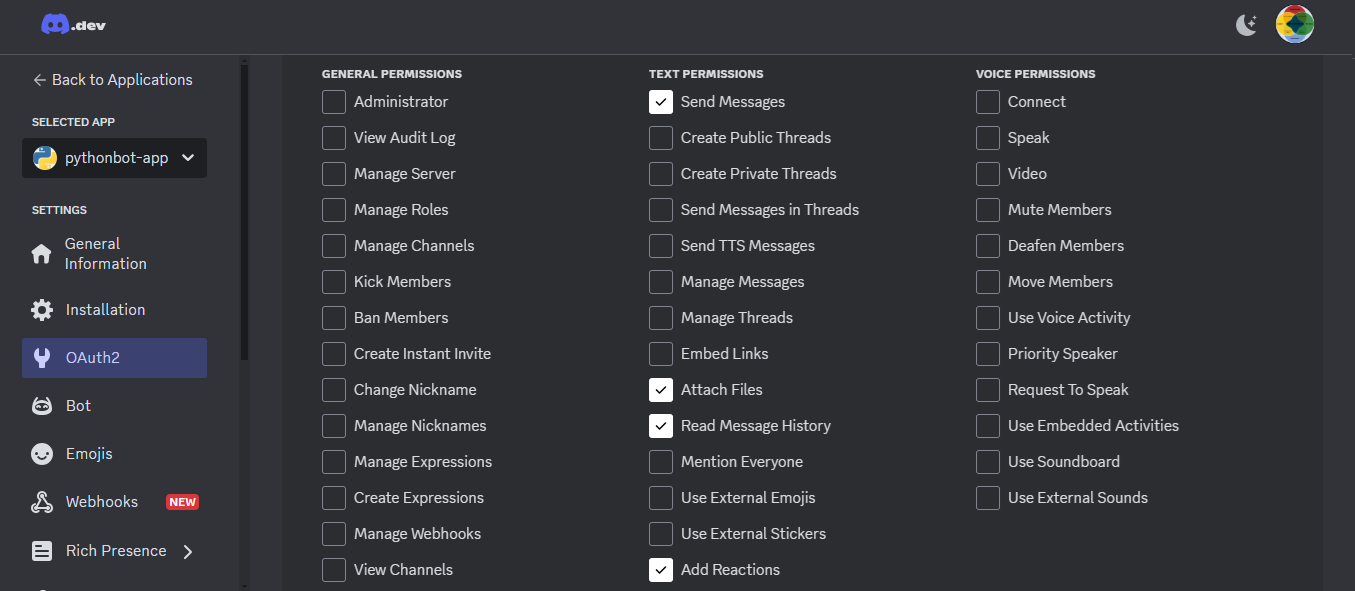 .dev
Back to Applications
SELECTED APP
pythonbot-app
SETTINGS
General
Information
Installation
OAuth2
Bot
Emojis
Webhooks NEW
Rich Presence
GENERAL PERMISSIONS
Administrator
View Audit Log
Manage Server
Manage Roles
Manage Channels
Kick Members
Ban Members
Create Instant Invite
Change Nickname
Manage Nicknames
Manage Expressions
Create Expressions
Manage Webhooks
View Channels
TEXT PERMISSIONS
Send Messages
Create Public Threads
Create Private Threads
Send Messages in Threads
Send TTS Messages
Manage Messages
Manage Threads
Embed Links
Attach Files
Read Message History
Mention Everyone
Use External Emojis
Use External Stickers
Add Reactions
VOICE PERMISSIONS
Connect
Speak
Video
Mute Members
Deafen Members
Move Members
Use Voice Activity
Priority Speaker
Request To Speak
Use Embedded Activities
Use Soundboard
Use External Sounds